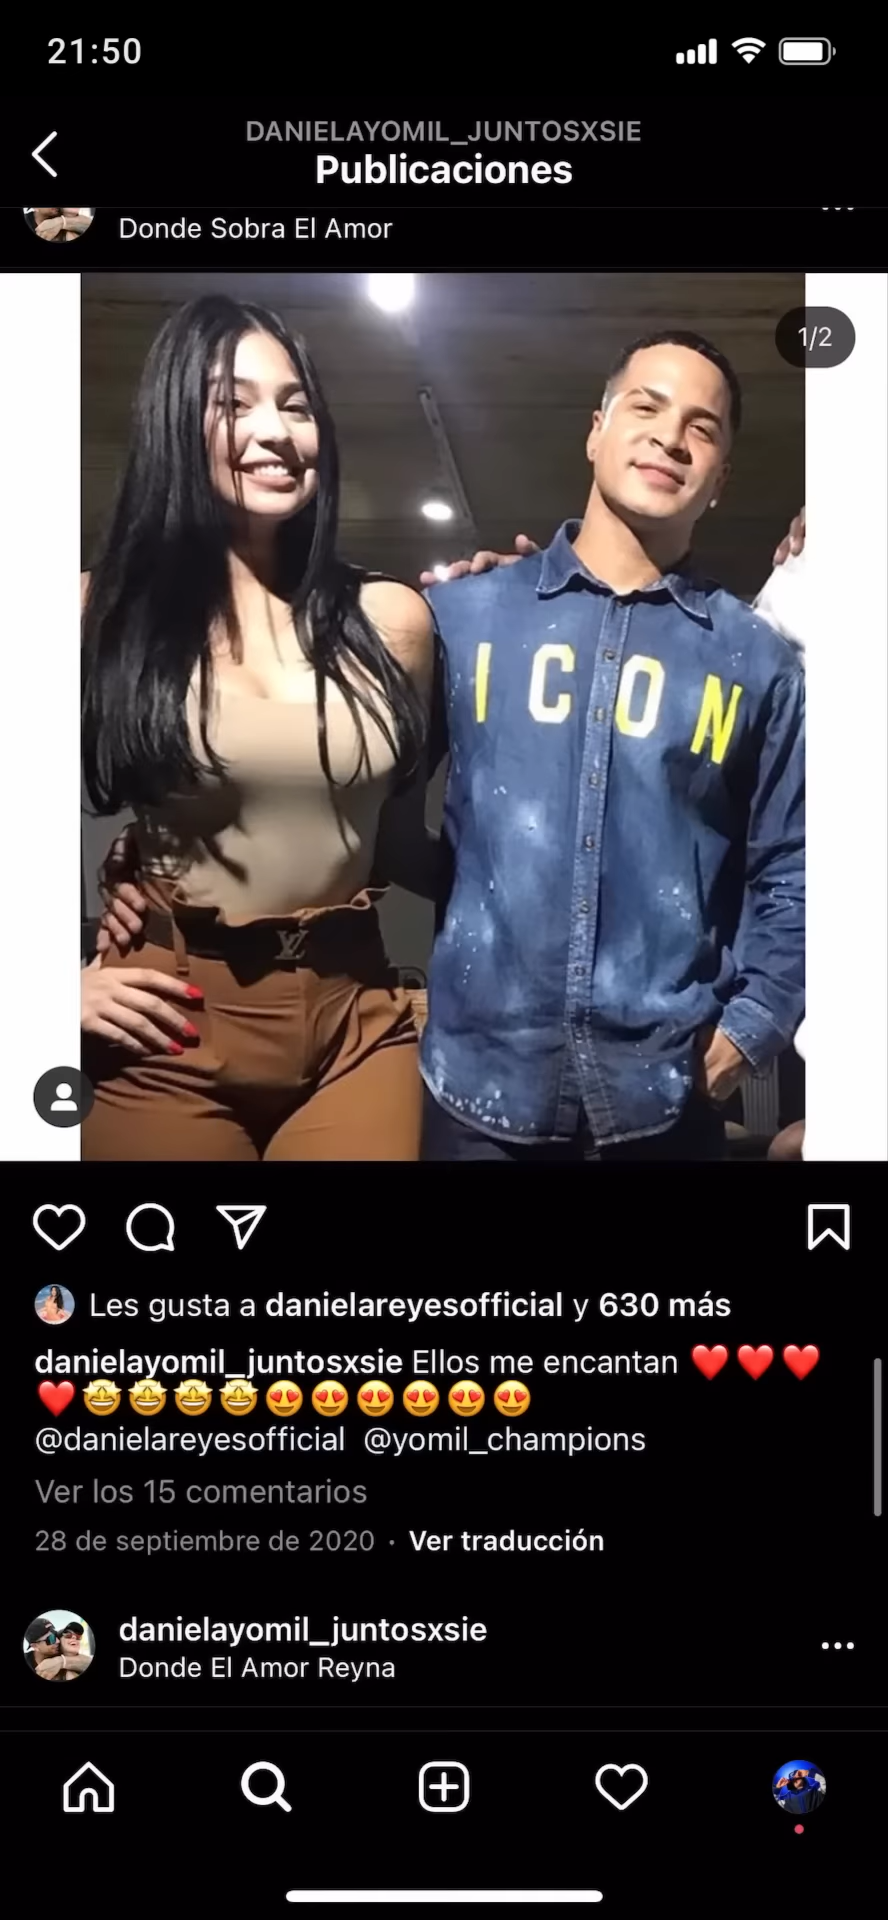 21:50
DANIELAYOMIL_JUNTOSXSIE
Publicaciones
Donde Sobra El Amor
1/2
I C O N
LV
Les gusta a danielareyesofficial y 630 más
danielayomil_juntosxsie Ellos me encantan ❤️❤️❤️
❤️🤩🤩🤩🤩😍😍😍😍😍😍
@danielareyesofficial @yomil_champions
Ver los 15 comentarios
28 de septiembre de 2020 · Ver traducción
danielayomil_juntosxsie
Donde El Amor Reyna